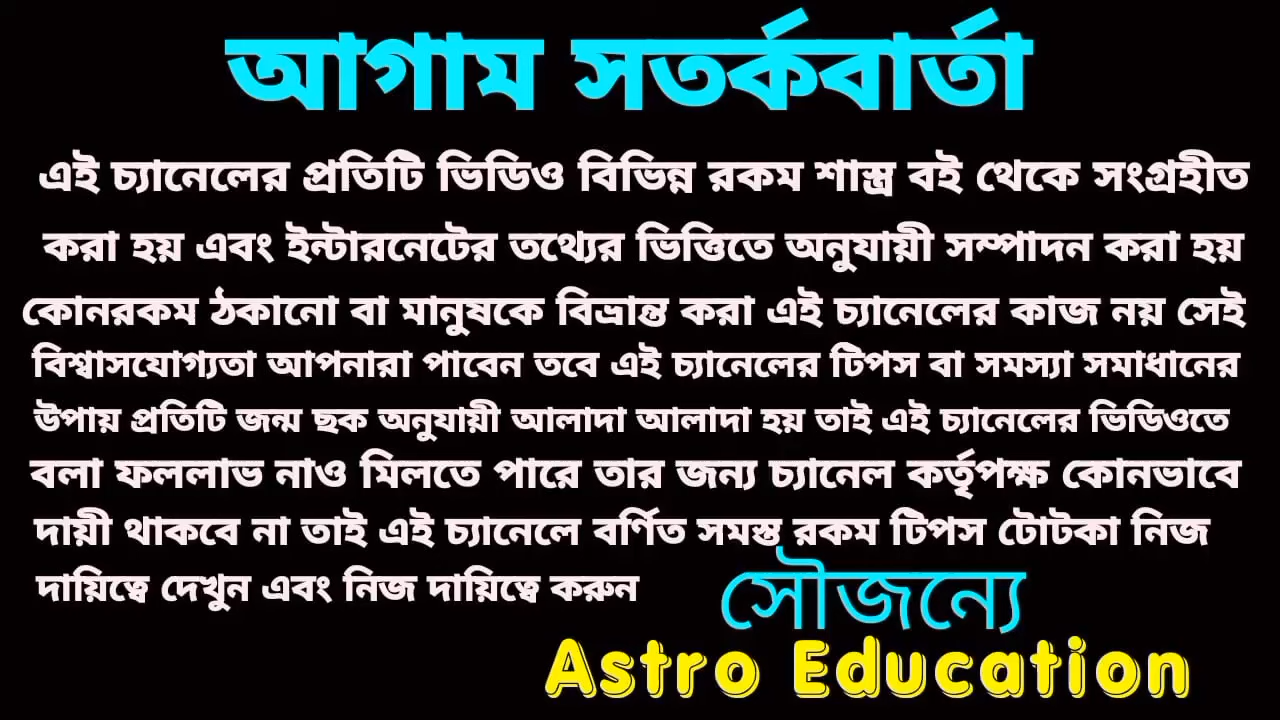 আগাম সতর্কবার্তা
এই চ্যানেলের প্রতিটি ভিডিও বিভিন্ন রকম শাস্ত্র বই থেকে সংগ্রহীত
করা হয় এবং ইন্টারনেটের তথ্যের ভিত্তিতে অনুযায়ী সম্পাদন করা হয়
কোনরকম ঠকানো বা মানুষকে বিভ্রান্ত করা এই চ্যানেলের কাজ নয় সেই
বিশ্বাসযোগ্যতা আপনারা পাবেন তবে এই চ্যানেলের টিপস বা সমস্যা সমাধানের
উপায় প্রতিটি জন্ম ছক অনুযায়ী আলাদা আলাদা হয় তাই এই চ্যানেলের ভিডিওতে
বলা ফললাভ নাও মিলতে পারে তার জন্য চ্যানেল কর্তৃপক্ষ কোনভাবে
দায়ী থাকবে না তাই এই চ্যানেলে বর্ণিত সমস্ত রকম টিপস টোটকা নিজ
দায়িত্বে দেখুন এবং নিজ দায়িত্বে করুন
সৌজন্যে
Astro Education